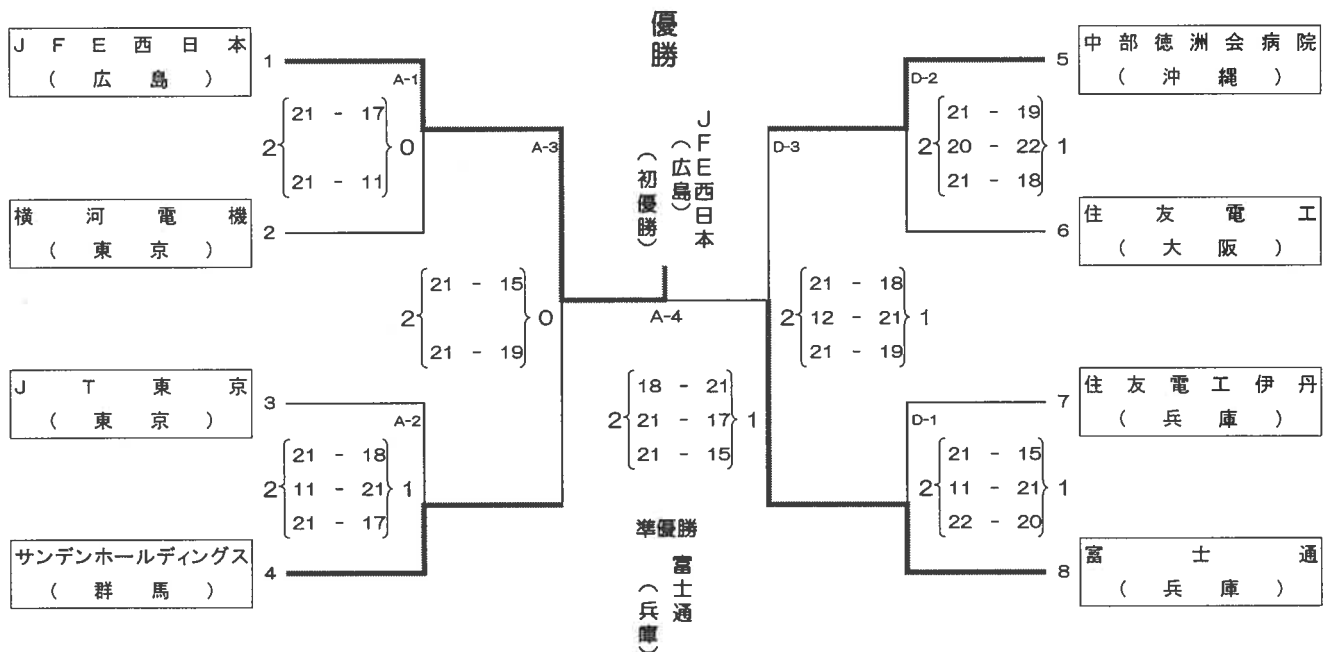 優勝
JFE西日本
(広島)
(初優勝)
JFE西日本
(広島)
1
A-1
2 21 - 17 0
21 - 11
横河電機
(東京)
2
A-3
2 21 - 15 0
21 - 19
JT東京
(東京)
3
A-2
21 - 18
2 11 - 21 1
21 - 17
サンデンホールディングス
(群馬)
4
A-4
18 - 21
2 21 - 17 1
21 - 15
準優勝
富士通
(兵庫)
中部徳洲会病院
(沖縄)
5
D-2
21 - 19
2 20 - 22 1
21 - 18
住友電工
(大阪)
6
D-3
21 - 18
2 12 - 21 1
21 - 19
住友電工伊丹
(兵庫)
7
D-1
21 - 15
2 11 - 21 1
22 - 20
富士通
(兵庫)
8